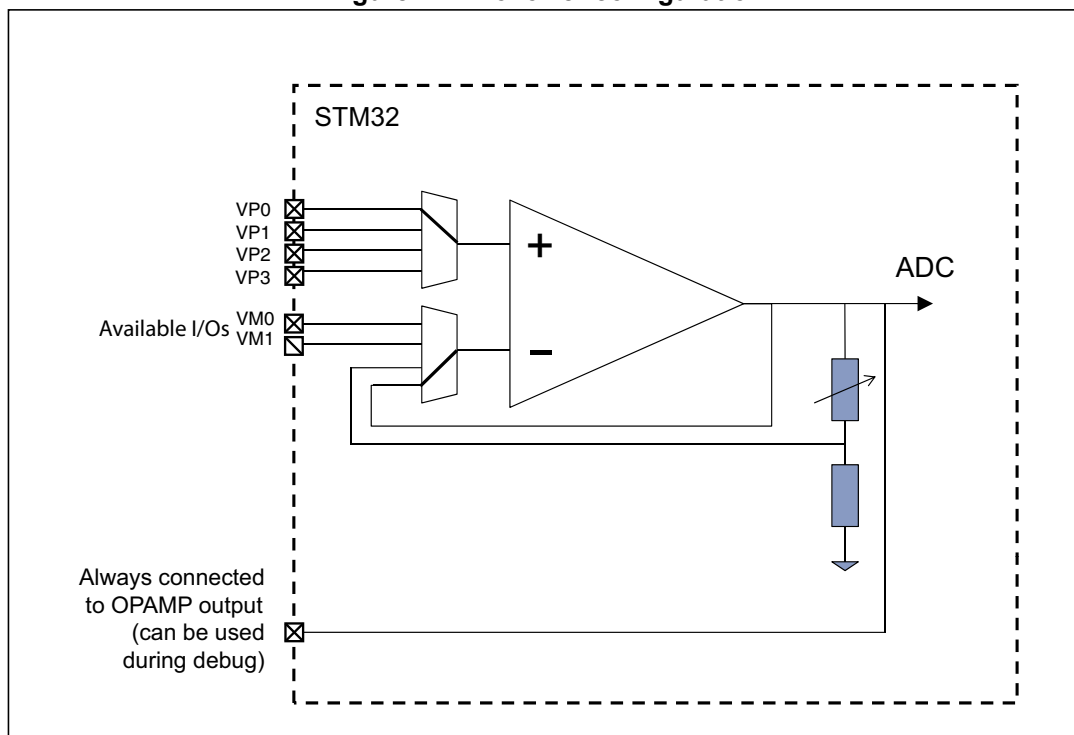 STM32
VP0
VP1
VP2
VP3
+
ADC
Available I/Os
VM0
VM1
−
Always connected
to OPAMP output
(can be used
during debug)